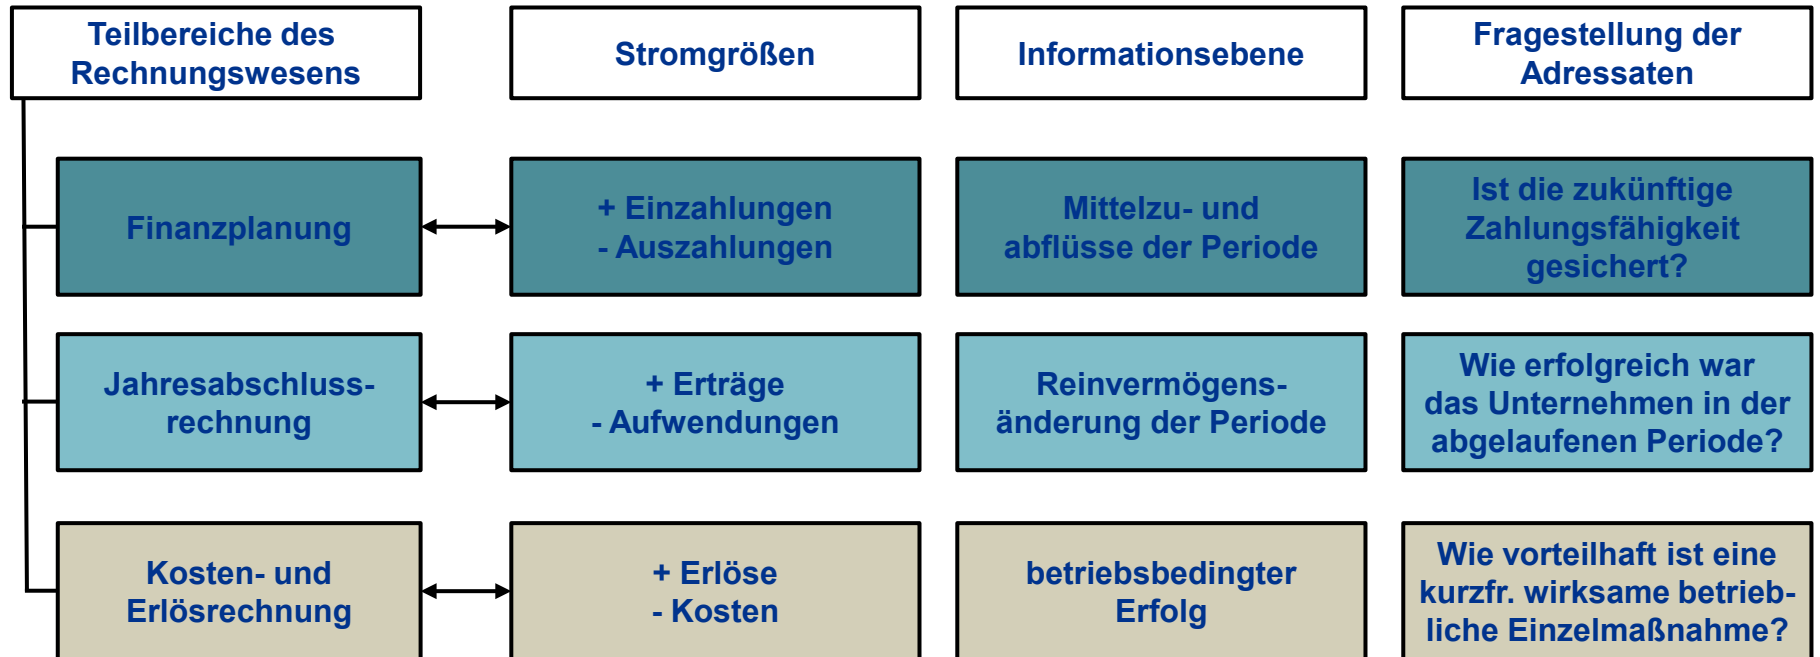 Teilbereiche des
Rechnungswesens
Stromgrößen
Informationsebene
Fragestellung der
Adressaten
Finanzplanung
+ Einzahlungen
- Auszahlungen
Mittelzu- und
abflüsse der Periode
Ist die zukünftige
Zahlungsfähigkeit
gesichert?
Jahresabschluss-
rechnung
+ Erträge
- Aufwendungen
Reinvermögens-
änderung der Periode
Wie erfolgreich war
das Unternehmen in der
abgelaufenen Periode?
Kosten- und
Erlösrechnung
+ Erlöse
- Kosten
betriebsbedingter
Erfolg
Wie vorteilhaft ist eine
kurzfr. wirksame betrieb-
liche Einzelmaßnahme?